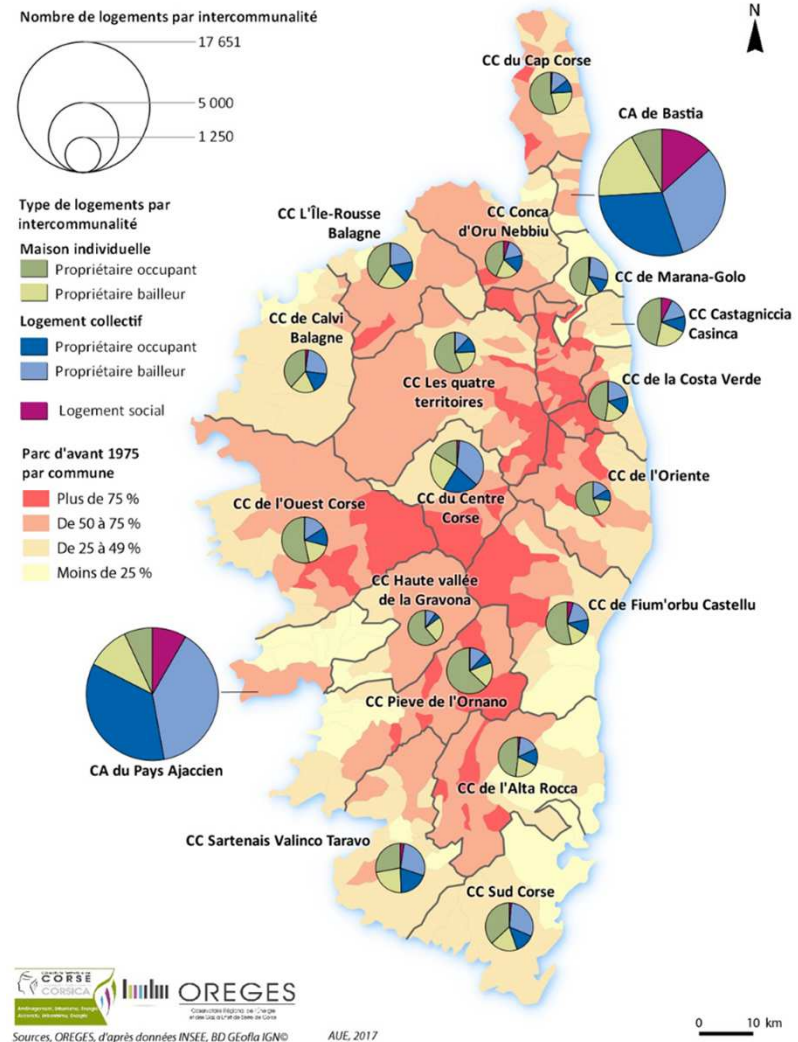 Nombre de logements par intercommunalité
17 651
5 000
1 250
Type de logements par
intercommunalité
Maison individuelle
Propriétaire occupant
Propriétaire bailleur
Logement collectif
Propriétaire occupant
Propriétaire bailleur
Logement social
Parc d'avant 1975
par commune
Plus de 75 %
De 50 à 75 %
De 25 à 49 %
Moins de 25 %
N
CC du Cap Corse
CA de Bastia
CC L'Île-Rousse
Balagne
CC Conca
d'Oru Nebbiu
CC de Marana-Golo
CC de Calvi
Balagne
CC Castagniccia
Casinca
CC Les quatre
territoires
CC de la Costa Verde
CC du Centre
Corse
CC de l'Oriente
CC de l'Ouest Corse
CC Haute vallée
de la Gravona
CC de Fium'orbu Castellu
CC Pieve de l'Ornano
CA du Pays Ajaccien
CC de l'Alta Rocca
CC Sartenais Valinco Taravo
CC Sud Corse
CORSE
CORSICA
OREGES
Sources, OREGES, d'après données INSEE, BD GEofla IGN©
AUE, 2017
0 10 km